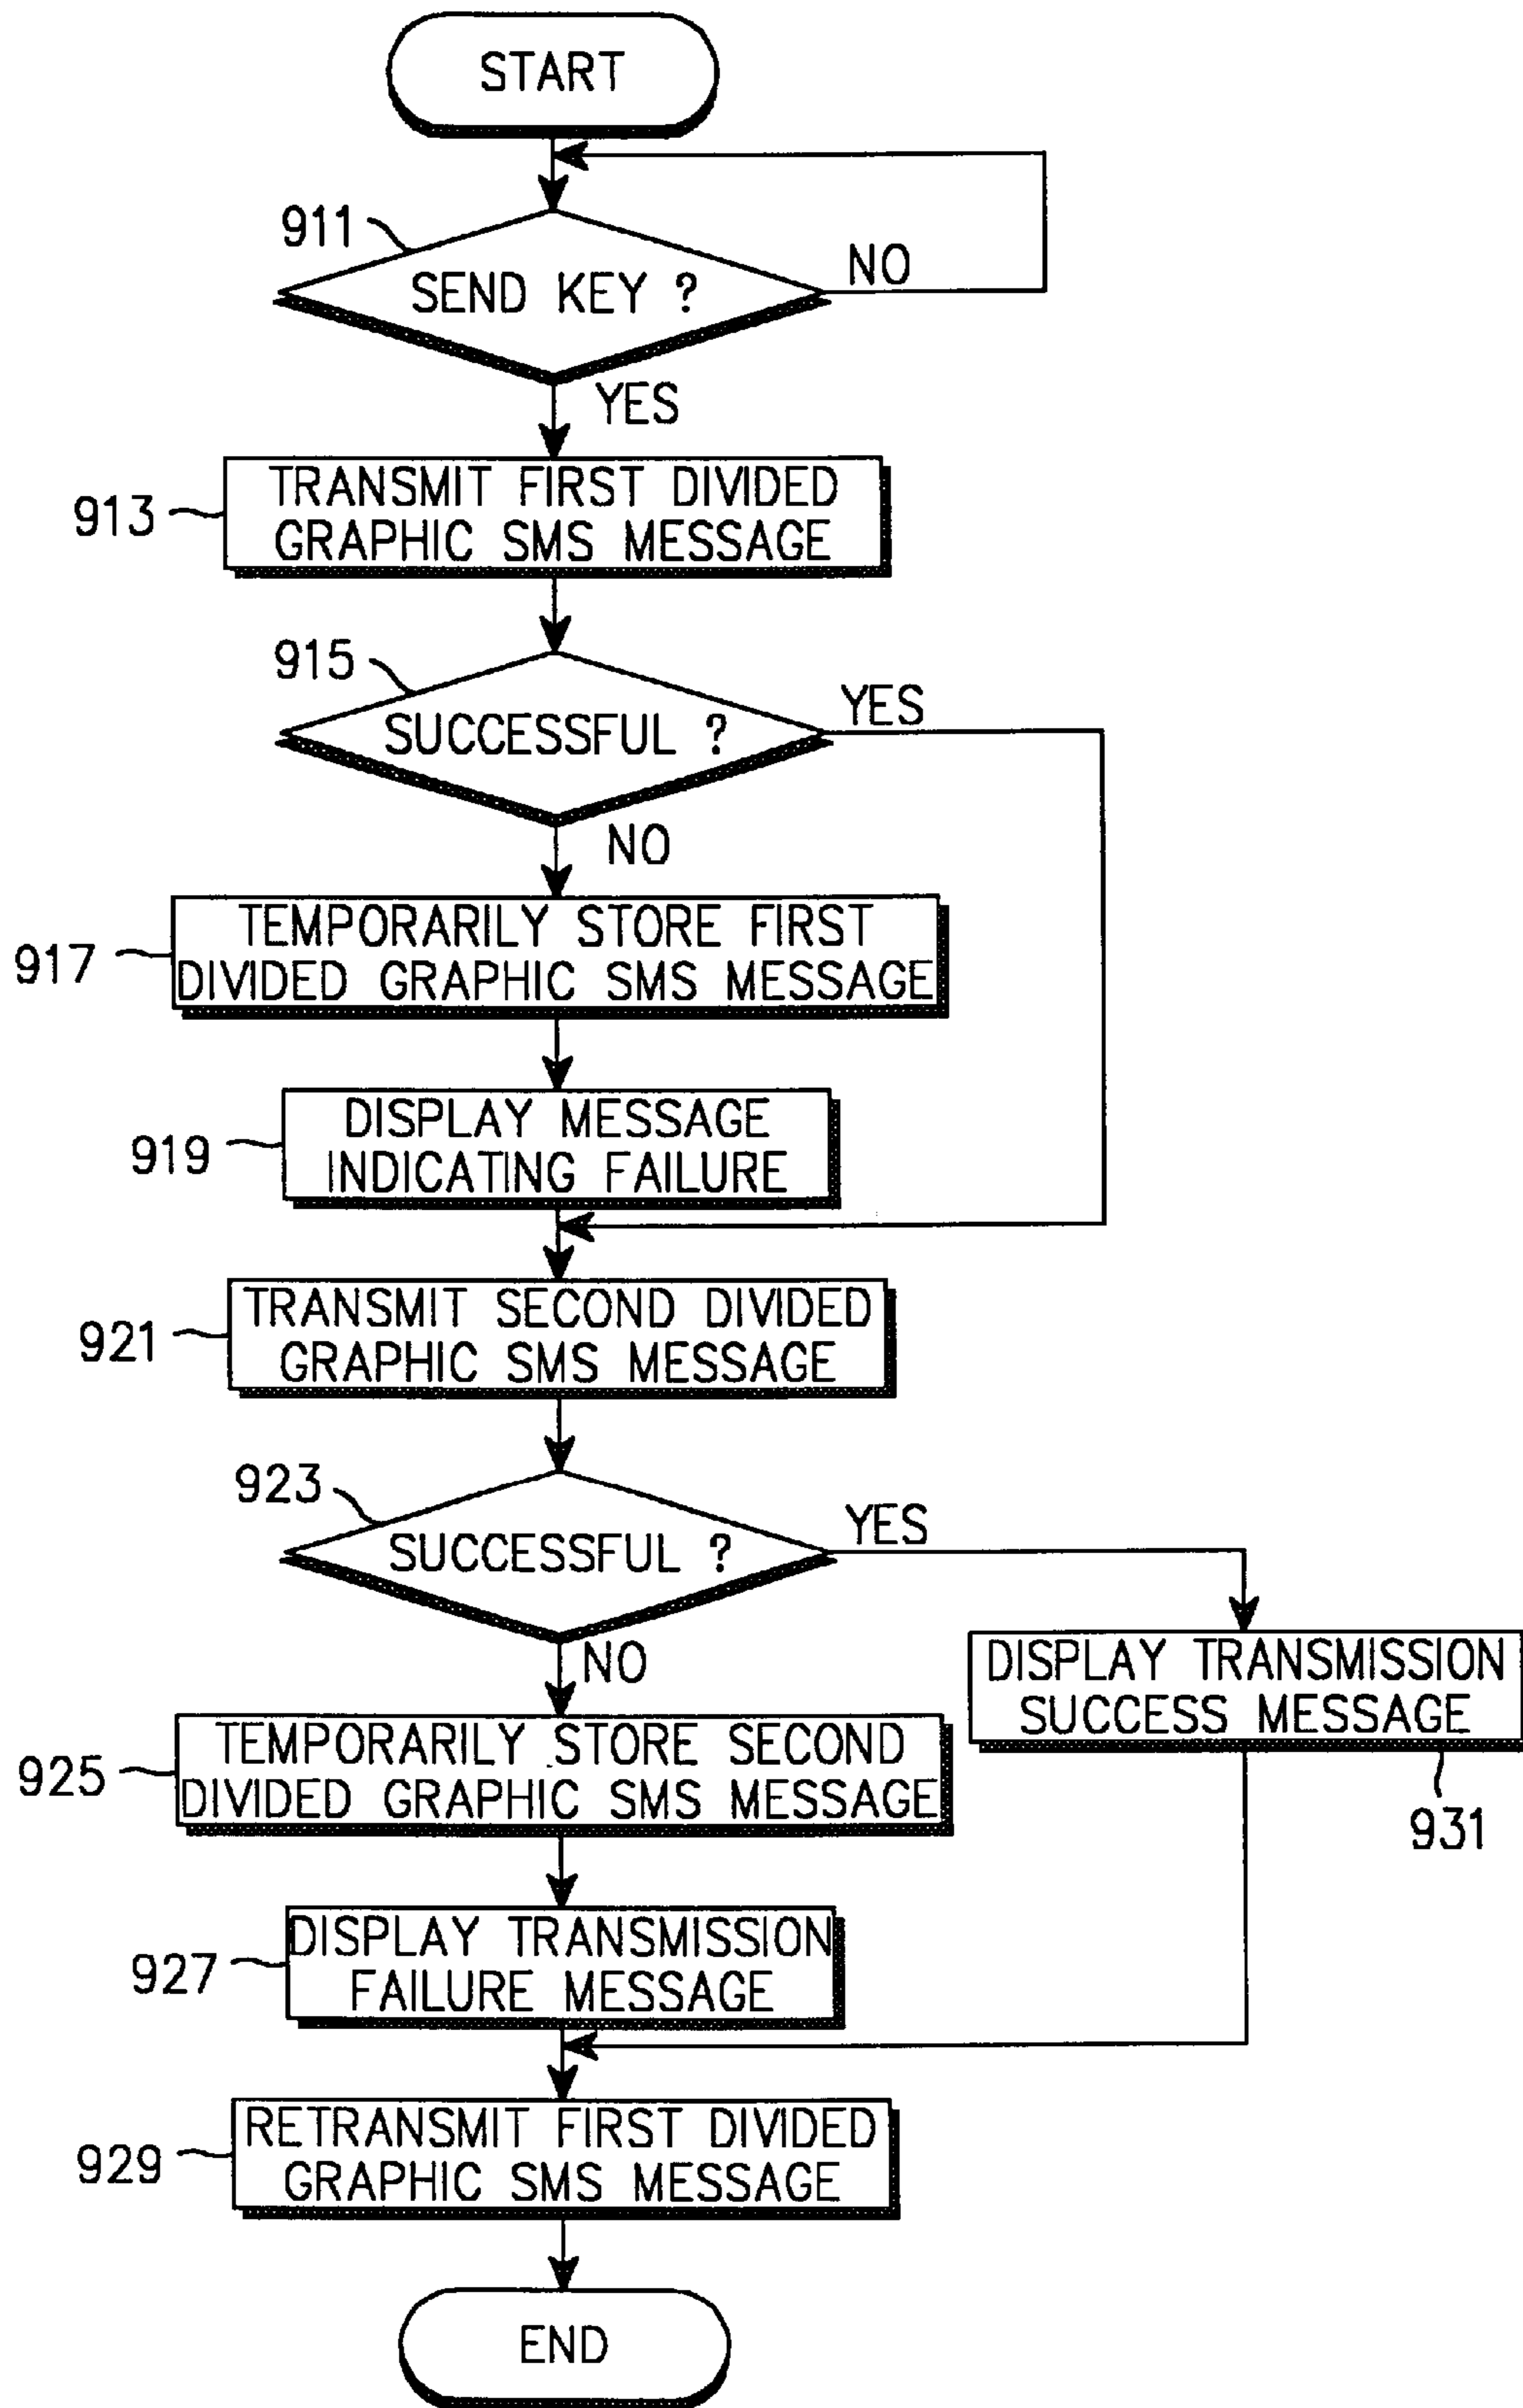 START
911
SEND KEY ?
NO
YES
913
TRANSMIT FIRST DIVIDED
GRAPHIC SMS MESSAGE
915
SUCCESSFUL ?
YES
NO
917
TEMPORARILY STORE FIRST
DIVIDED GRAPHIC SMS MESSAGE
919
DISPLAY MESSAGE
INDICATING FAILURE
921
TRANSMIT SECOND DIVIDED
GRAPHIC SMS MESSAGE
923
SUCCESSFUL ?
YES
NO
DISPLAY TRANSMISSION
SUCCESS MESSAGE
931
925
TEMPORARILY STORE SECOND
DIVIDED GRAPHIC SMS MESSAGE
927
DISPLAY TRANSMISSION
FAILURE MESSAGE
929
RETRANSMIT FIRST DIVIDED
GRAPHIC SMS MESSAGE
END